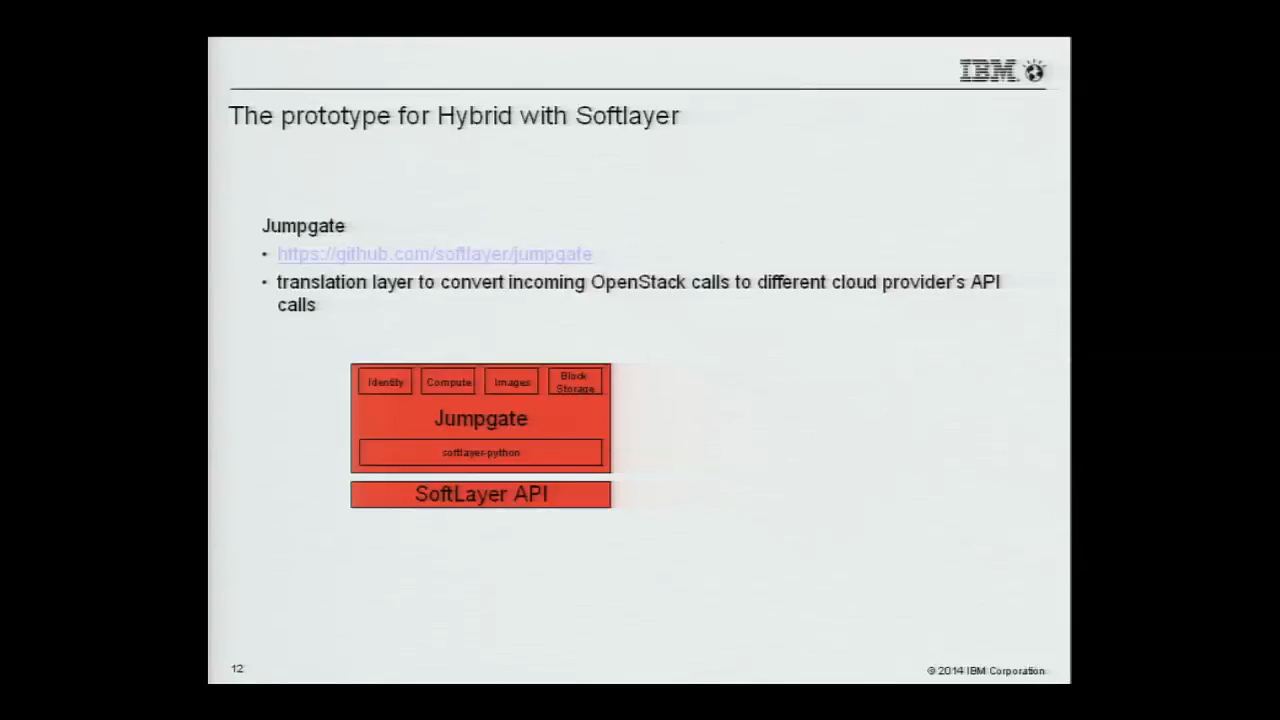 IBM
The prototype for Hybrid with Softlayer
Jumpgate
• https://github.com/softlayer/jumpgate
• translation layer to convert incoming OpenStack calls to different cloud provider's API
calls
Identity Compute Images Block
Storage
Jumpgate
softlayer-python
SoftLayer API
12
© 2014 IBM Corporation